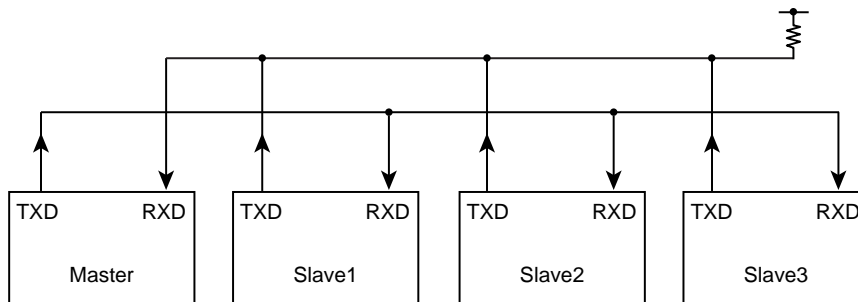 TXD RXD TXD RXD TXD RXD TXD RXD
Master Slave1 Slave2 Slave3